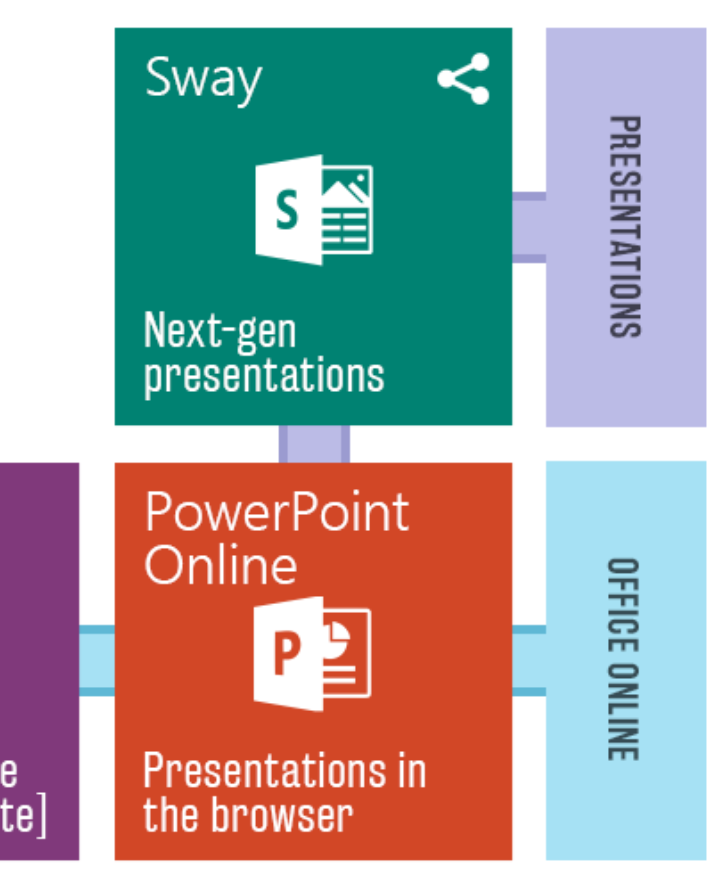 Sway
S
Next-gen
presentations
PRESENTATIONS
PowerPoint
Online
P
Presentations in
the browser
OFFICE ONLINE
e
te]